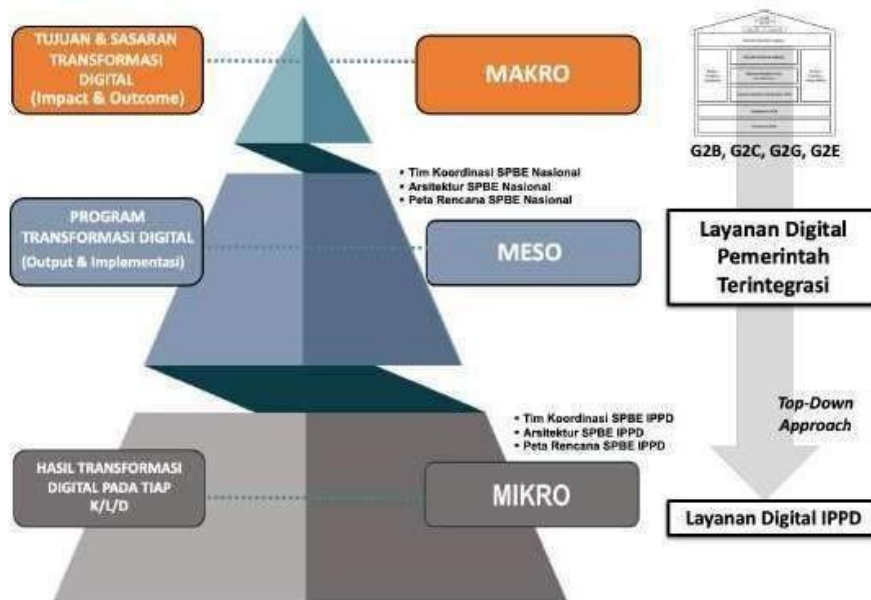 TUJUAN & SASARAN
TRANSFORMASI
DIGITAL
(Impact & Outcome)
MAKRO
G2B, G2C, G2G, G2E
• Tim Koordinasi SPBE Nasional
• Arsitektur SPBE Nasional
• Peta Rencana SPBE Nasional
PROGRAM
TRANSFORMASI DIGITAL
(Output & Implementasi)
MESO
Layanan Digital
Pemerintah
Terintegrasi
Top-Down
Approach
• Tim Koordinasi SPBE IPPD
• Arsitektur SPBE IPPD
• Peta Rencana SPBE IPPD
HASIL TRANSFORMASI
DIGITAL PADA TIAP
K/L/D
MIKRO
Layanan Digital IPPD